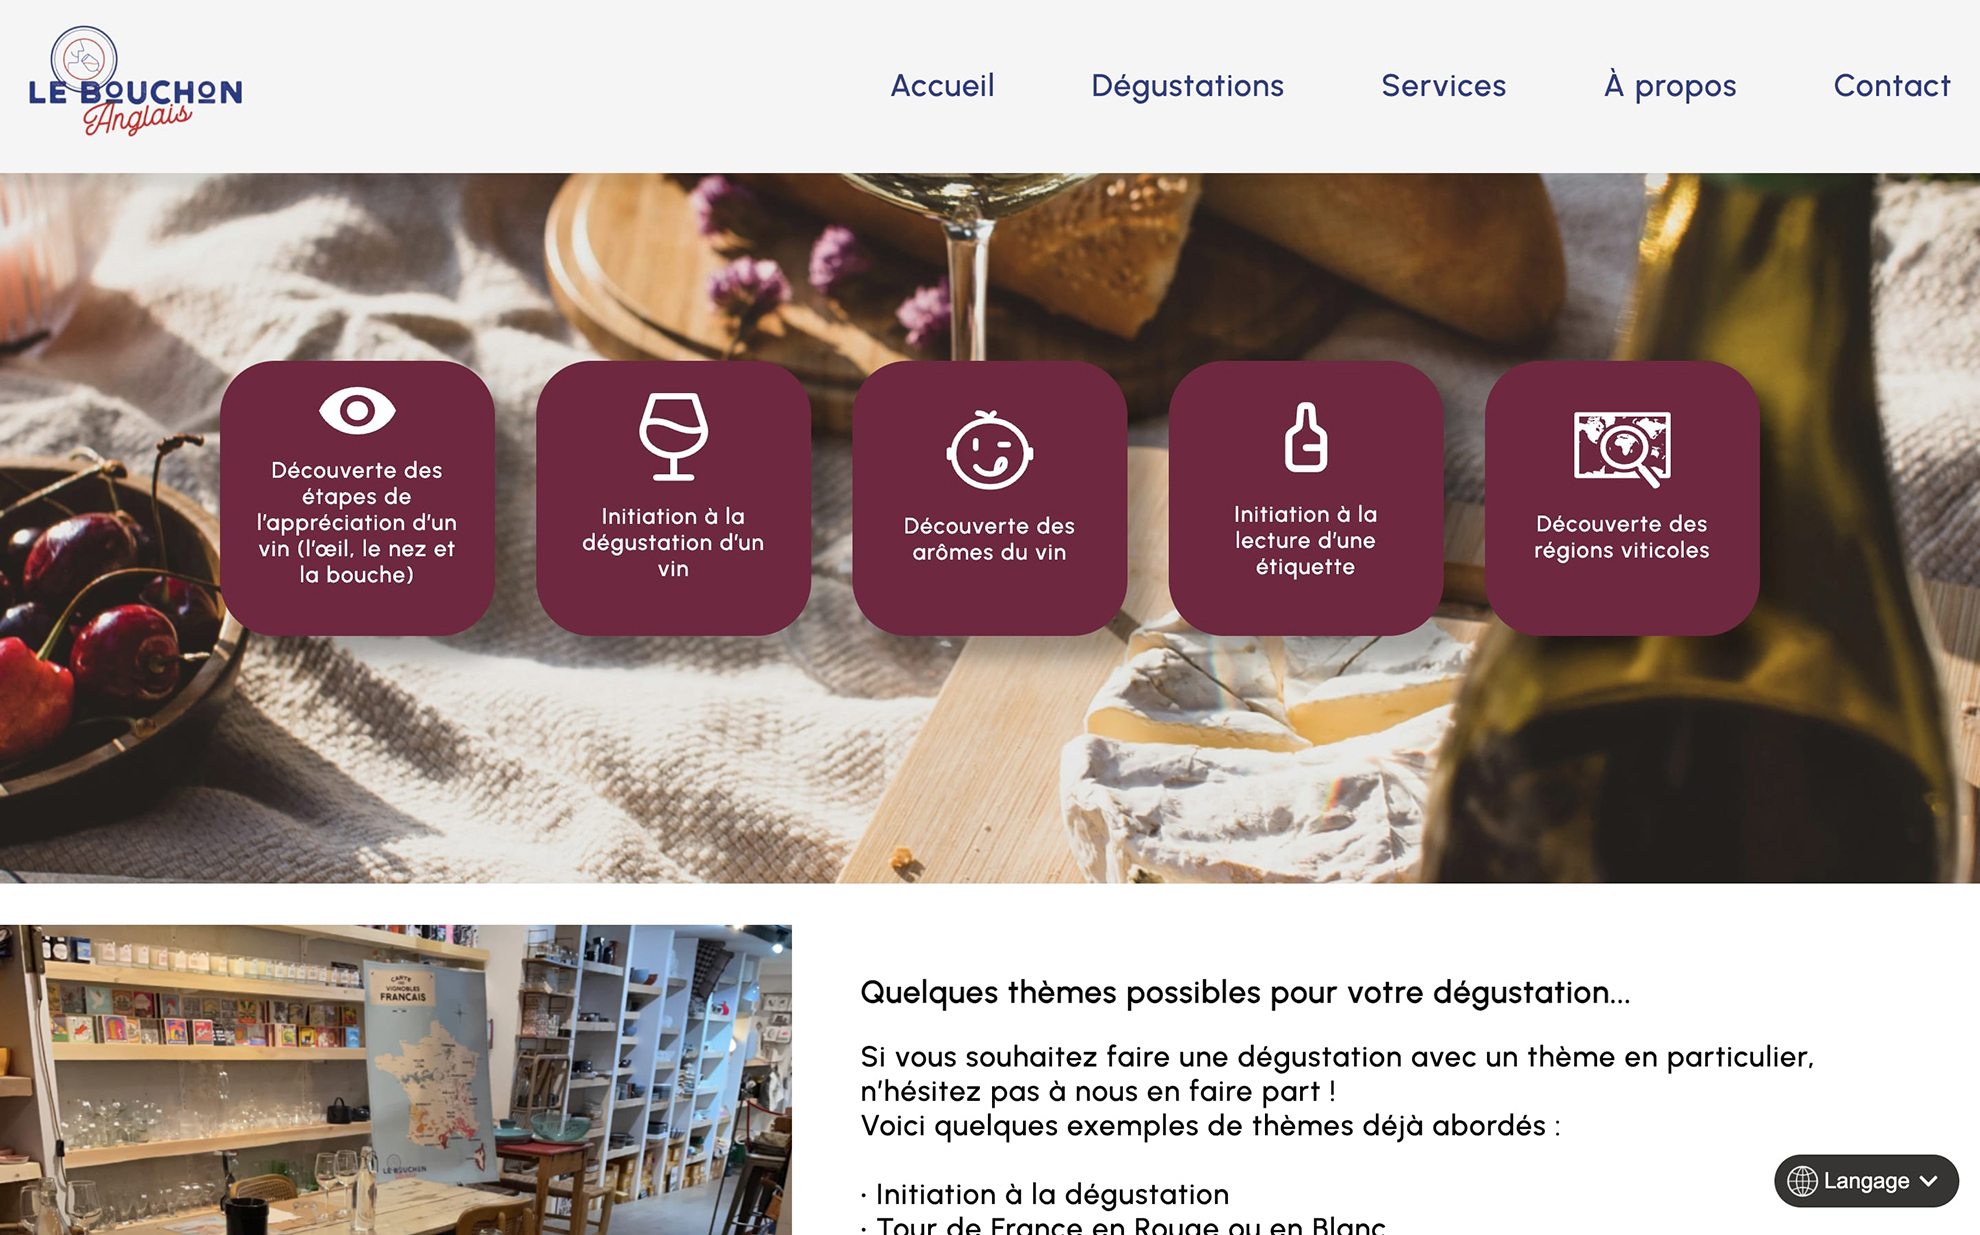 LE BOUCHON
Anglais
Accueil
Dégustations
Services
À propos
Contact
Découverte des
étapes de
l'appréciation d'un
vin (l'œil, le nez et
la bouche)
Initiation à la
dégustation d'un
vin
Découverte des
arômes du vin
Initiation à la
lecture d'une
étiquette
Découverte des
régions viticoles
CARTE
VIGNOBLES
FRANÇAIS
LE BOUCHON
Quelques thèmes possibles pour votre dégustation...
Si vous souhaitez faire une dégustation avec un thème en particulier,
n'hésitez pas à nous en faire part !
Voici quelques exemples de thèmes déjà abordés :
· Initiation à la dégustation
· Tour de France en Rouge ou en Blanc
Langage